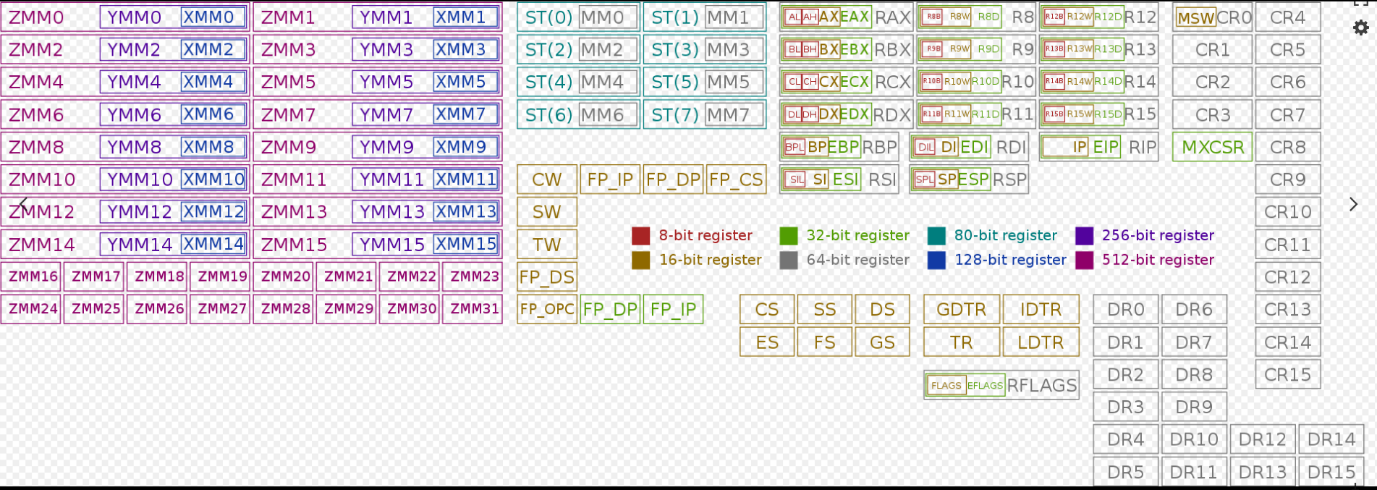 ZMM0 YMM0 XMM0 ZMM1 YMM1 XMM1 ST(0) MM0 ST(1) MM1 AL AH AX EAX RAX R8B R8W R8D R8 R12B R12W R12D R12 MSW CR0 CR4
ZMM2 YMM2 XMM2 ZMM3 YMM3 XMM3 ST(2) MM2 ST(3) MM3 BL BH BX EBX RBX R9B R9W R9D R9 R13B R13W R13D R13 CR1 CR5
ZMM4 YMM4 XMM4 ZMM5 YMM5 XMM5 ST(4) MM4 ST(5) MM5 CL CH CX ECX RCX R10B R10W R10D R10 R14B R14W R14D R14 CR2 CR6
ZMM6 YMM6 XMM6 ZMM7 YMM7 XMM7 ST(6) MM6 ST(7) MM7 DL DH DX EDX RDX R11B R11W R11D R11 R15B R15W R15D R15 CR3 CR7
ZMM8 YMM8 XMM8 ZMM9 YMM9 XMM9 BPL BP EBP RBP DIL DI EDI RDI IP EIP RIP MXCSR CR8
ZMM10 YMM10 XMM10 ZMM11 YMM11 XMM11 CW FP_IP FP_DP FP_CS SIL SI ESI RSI SPL SP ESP RSP CR9
ZMM12 YMM12 XMM12 ZMM13 YMM13 XMM13 SW CR10
ZMM14 YMM14 XMM14 ZMM15 YMM15 XMM15 TW 8-bit register 32-bit register 80-bit register 256-bit register CR11
16-bit register 64-bit register 128-bit register 512-bit register
ZMM16 ZMM17 ZMM18 ZMM19 ZMM20 ZMM21 ZMM22 ZMM23 FP_DS CR12
ZMM24 ZMM25 ZMM26 ZMM27 ZMM28 ZMM29 ZMM30 ZMM31 FP_OPC FP_DP FP_IP CS SS DS GDTR IDTR DR0 DR6 CR13
ES FS GS TR LDTR DR1 DR7 CR14
DR2 DR8 CR15
FLAGS EFLAGS RFLAGS
DR3 DR9
DR4 DR10 DR12 DR14
DR5 DR11 DR13 DR15